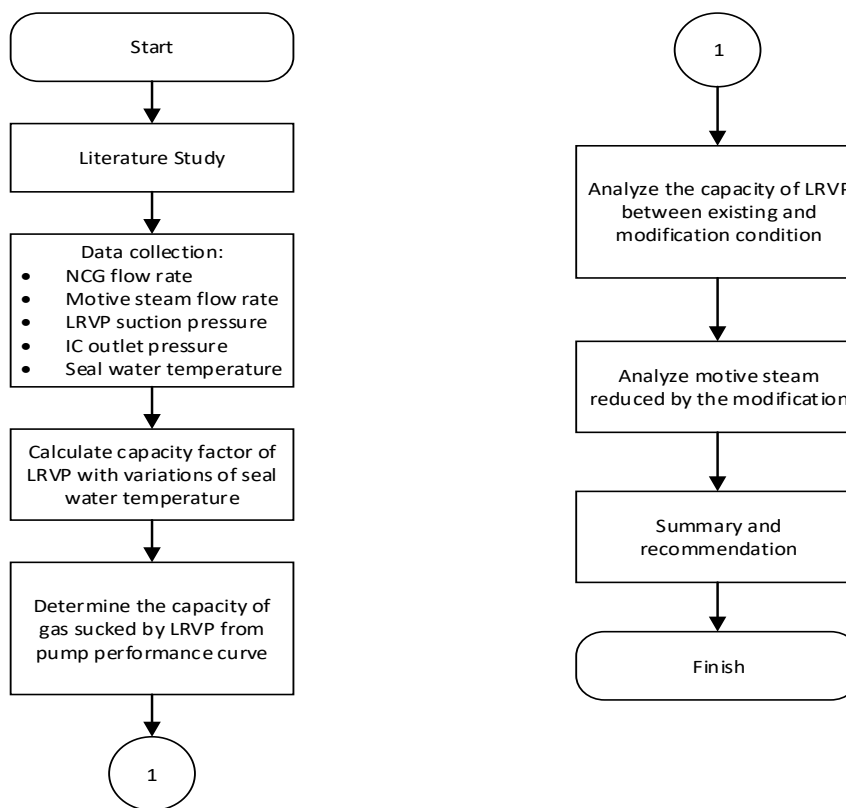 Start
Literature Study
Data collection:
• NCG flow rate
• Motive steam flow rate
• LRVP suction pressure
• IC outlet pressure
• Seal water temperature
Calculate capacity factor of
LRVP with variations of seal
water temperature
Determine the capacity of
gas sucked by LRVP from
pump performance curve
1
1
Analyze the capacity of LRVP
between existing and
modification condition
Analyze motive steam
reduced by the modification
Summary and
recommendation
Finish